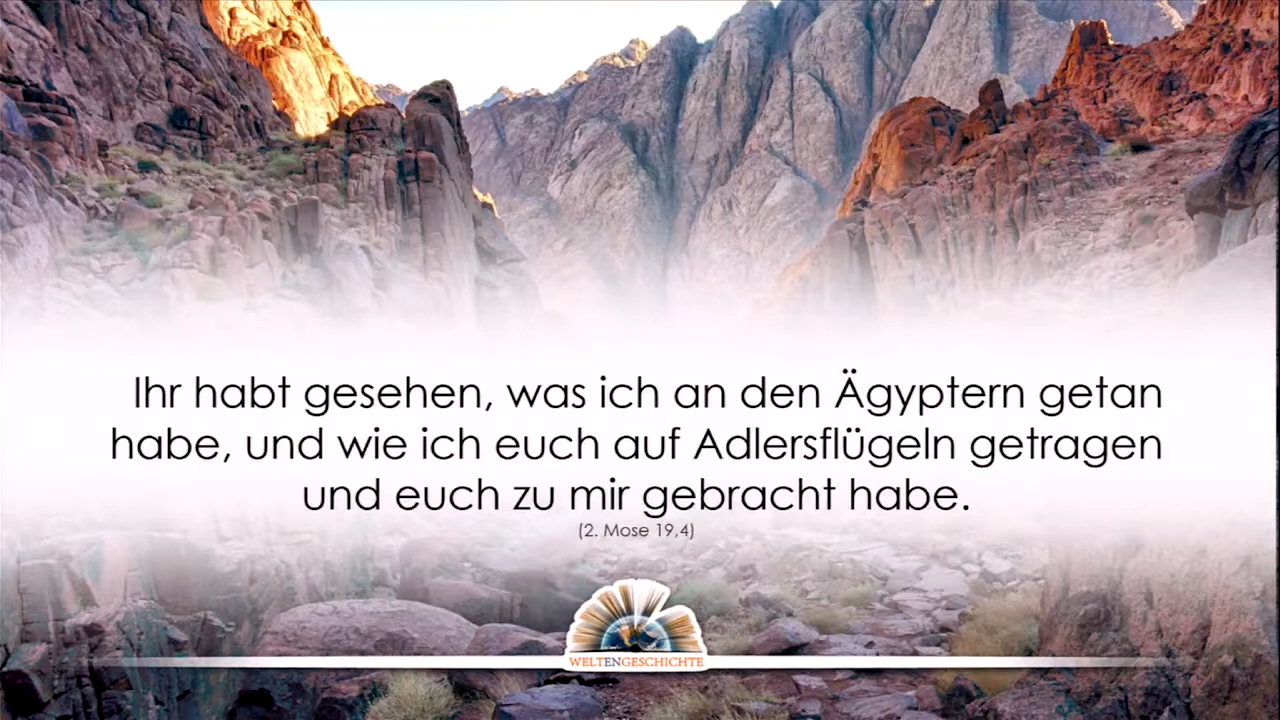 Ihr habt gesehen, was ich an den Ägyptern getan
habe, und wie ich euch auf Adlersflügeln getragen
und euch zu mir gebracht habe.
(2. Mose 19,4)
WELTENGESCHICHTE